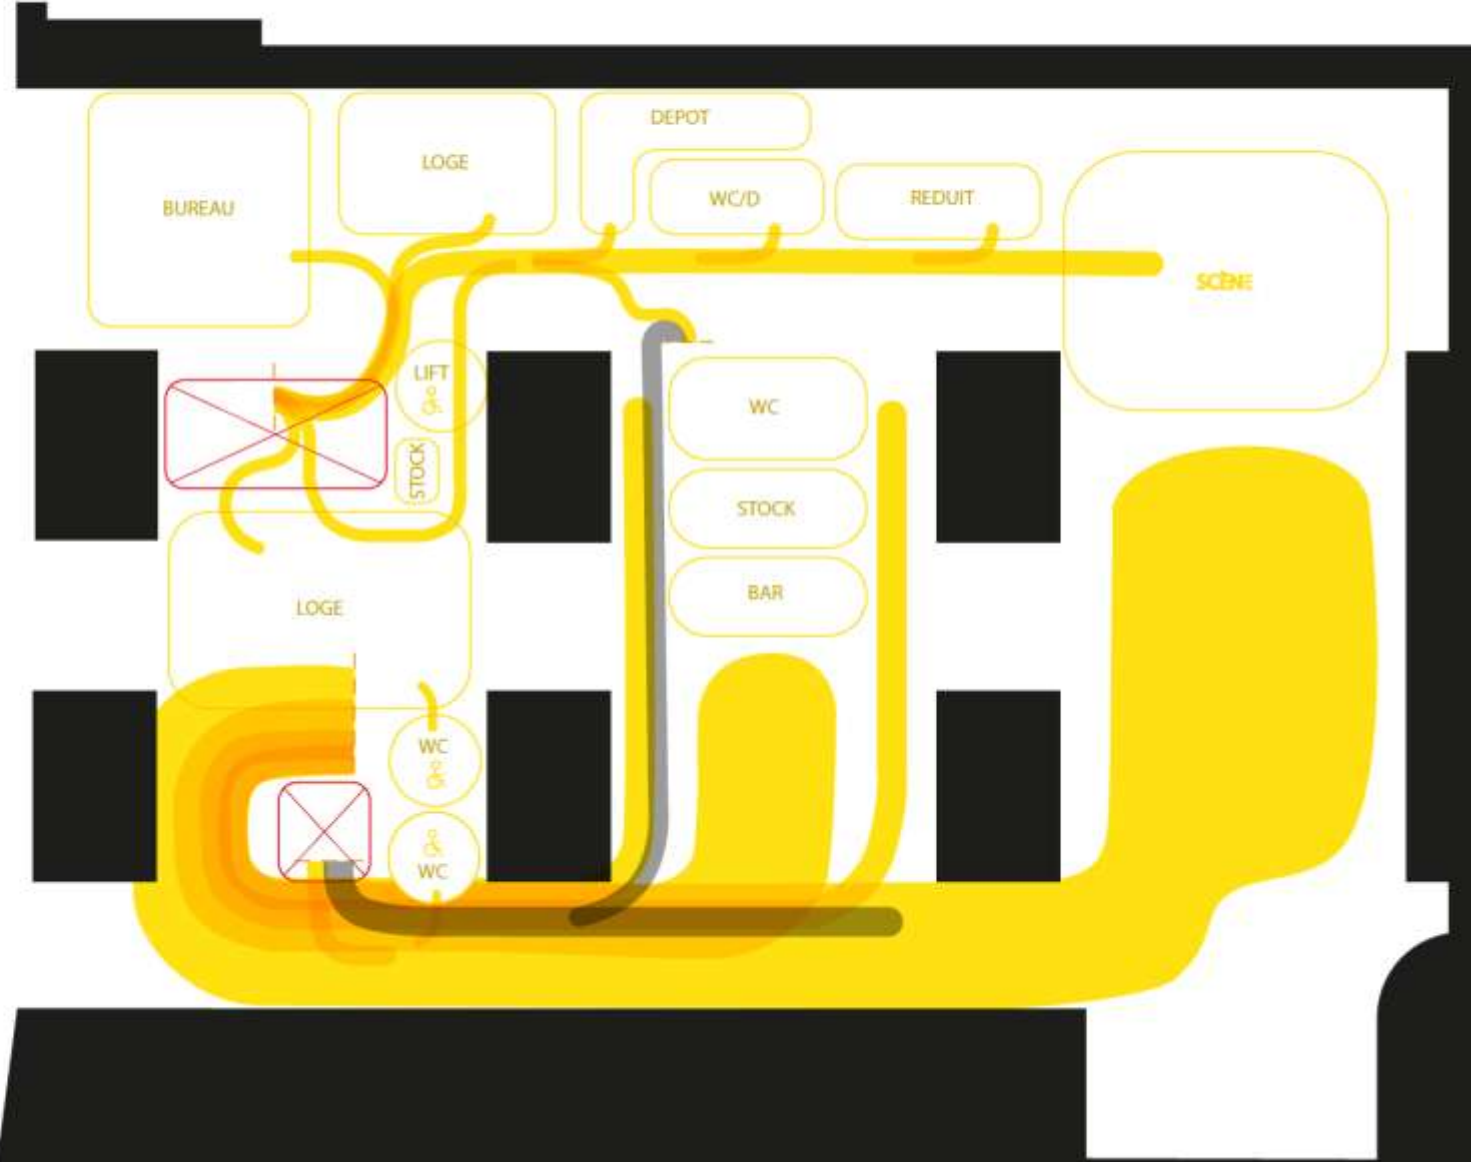 DEPOT
LOGE
WC/D
REDUIT
BUREAU
SCÈNE
LIFT
WC
STOCK
STOCK
BAR
LOGE
WC
WC